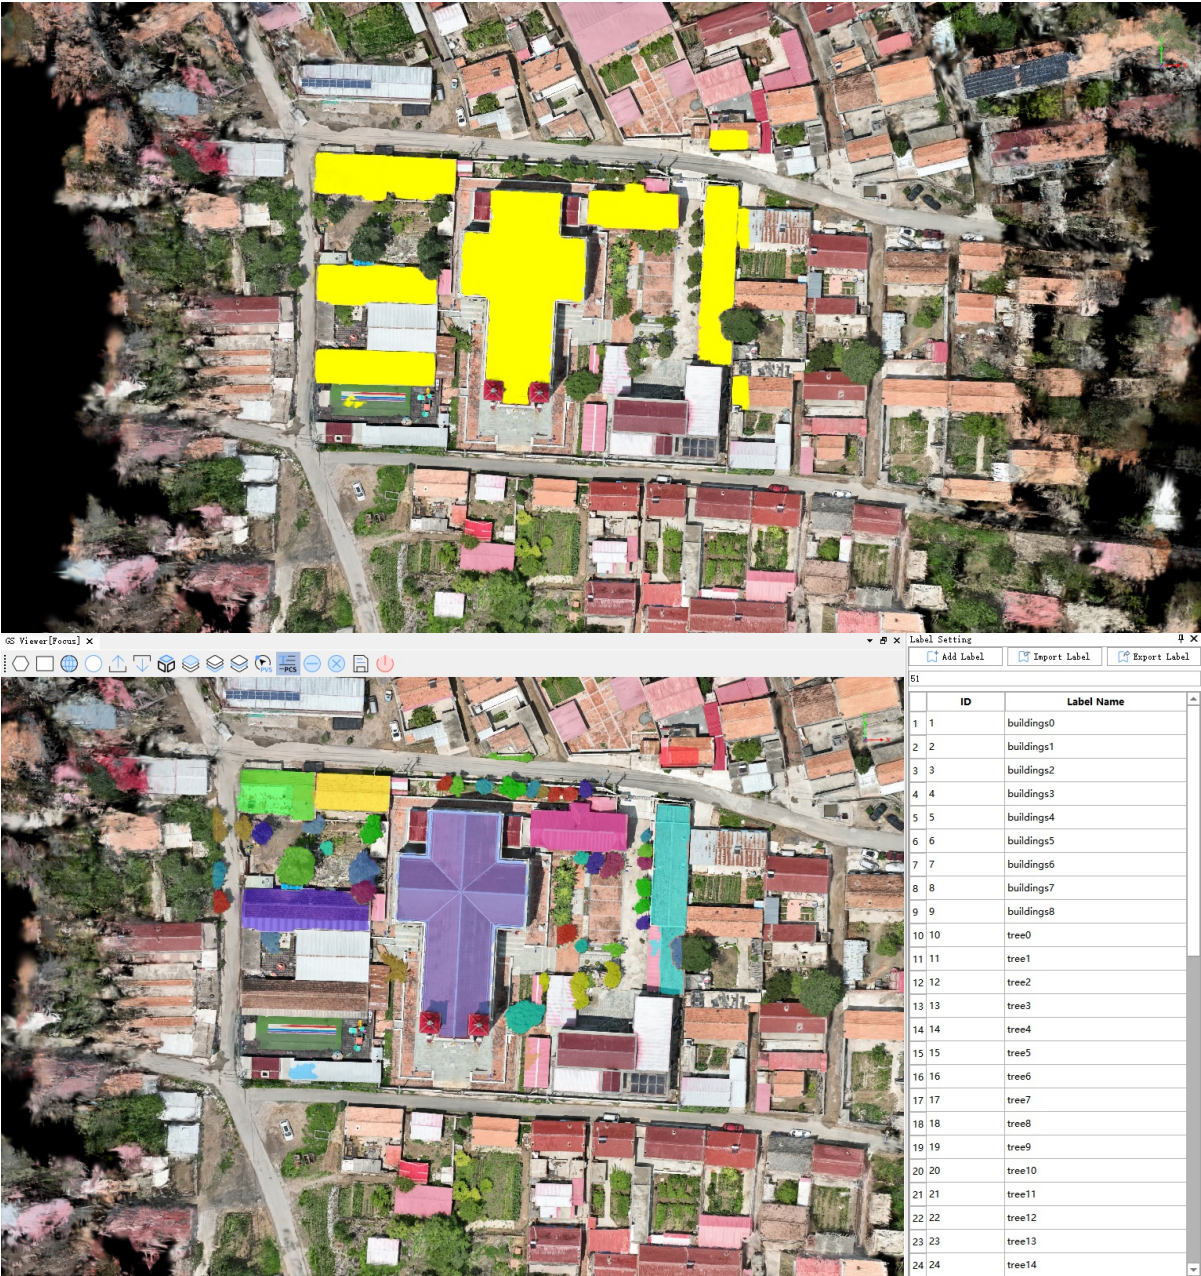 GS Viewer[Focus]
Label Setting
PVS
PCS
Add Label Import Label Export Label
51
ID Label Name
1 1 buildings0
2 2 buildings1
3 3 buildings2
4 4 buildings3
5 5 buildings4
6 6 buildings5
7 7 buildings6
8 8 buildings7
9 9 buildings8
10 10 tree0
11 11 tree1
12 12 tree2
13 13 tree3
14 14 tree4
15 15 tree5
16 16 tree6
17 17 tree7
18 18 tree8
19 19 tree9
20 20 tree10
21 21 tree11
22 22 tree12
23 23 tree13
24 24 tree14